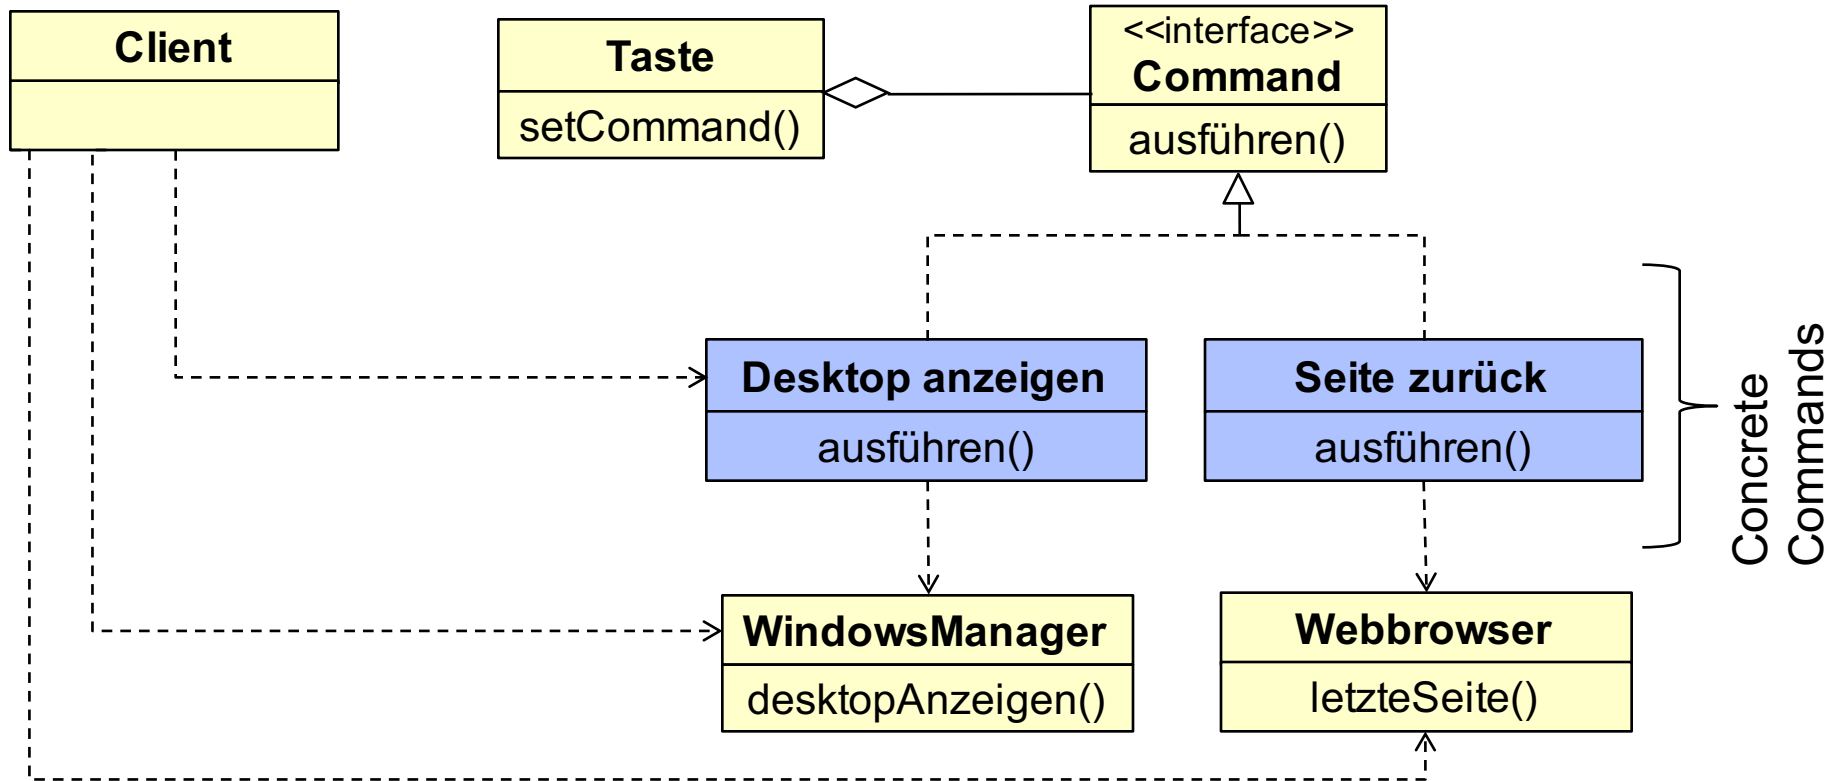 Client
Taste
setCommand()
<<interface>>
Command
ausführen()
Desktop anzeigen
ausführen()
Seite zurück
ausführen()
Concrete
Commands
WindowsManager
desktopAnzeigen()
Webbrowser
letzteSeite()